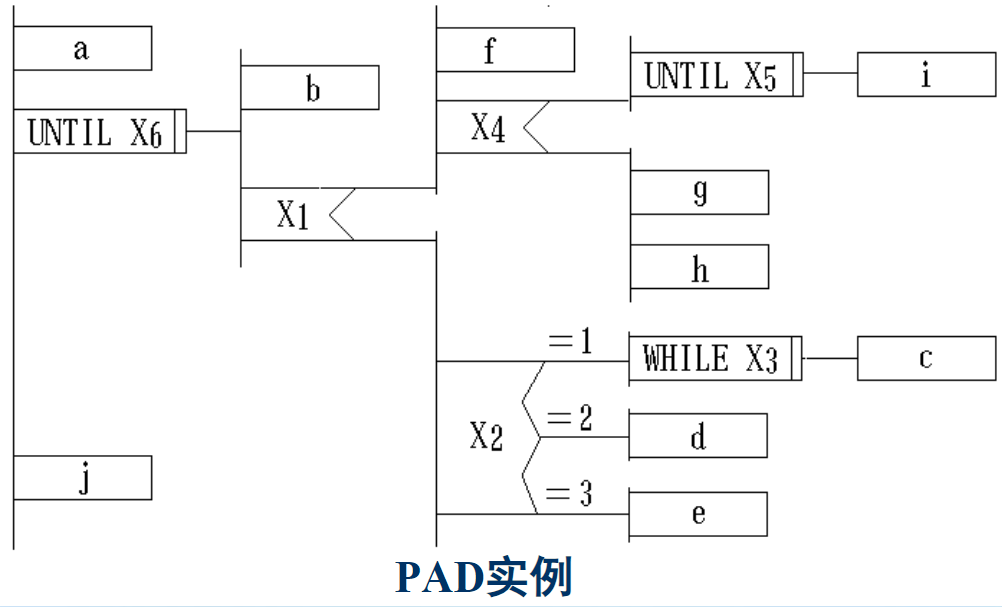 a
f
UNTIL X5
i
b
UNTIL X6
X4
X1
g
h
=1
WHILE X3
c
=2
X2
d
j
=3
e
PAD实例